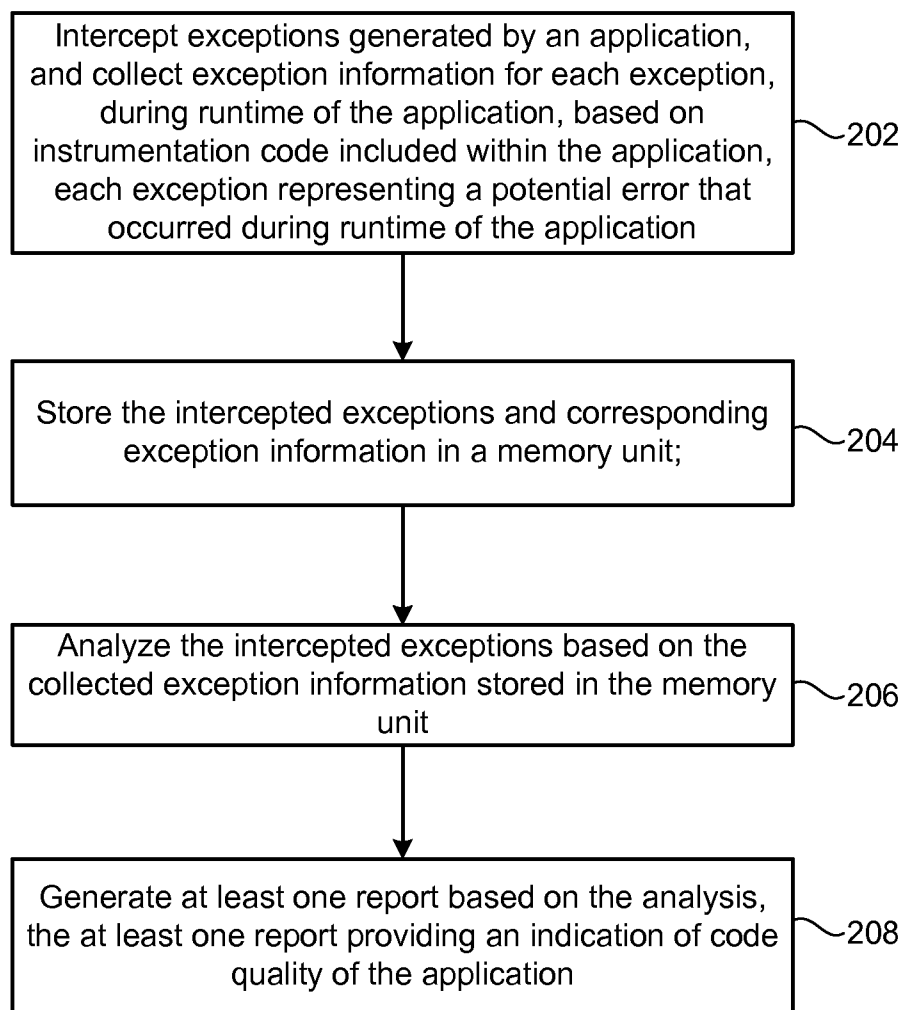 Intercept exceptions generated by an application,
and collect exception information for each exception,
during runtime of the application, based on
instrumentation code included within the application,
each exception representing a potential error that
occurred during runtime of the application
202
Store the intercepted exceptions and corresponding
exception information in a memory unit;
204
Analyze the intercepted exceptions based on the
collected exception information stored in the memory
unit
206
Generate at least one report based on the analysis,
the at least one report providing an indication of code
quality of the application
208